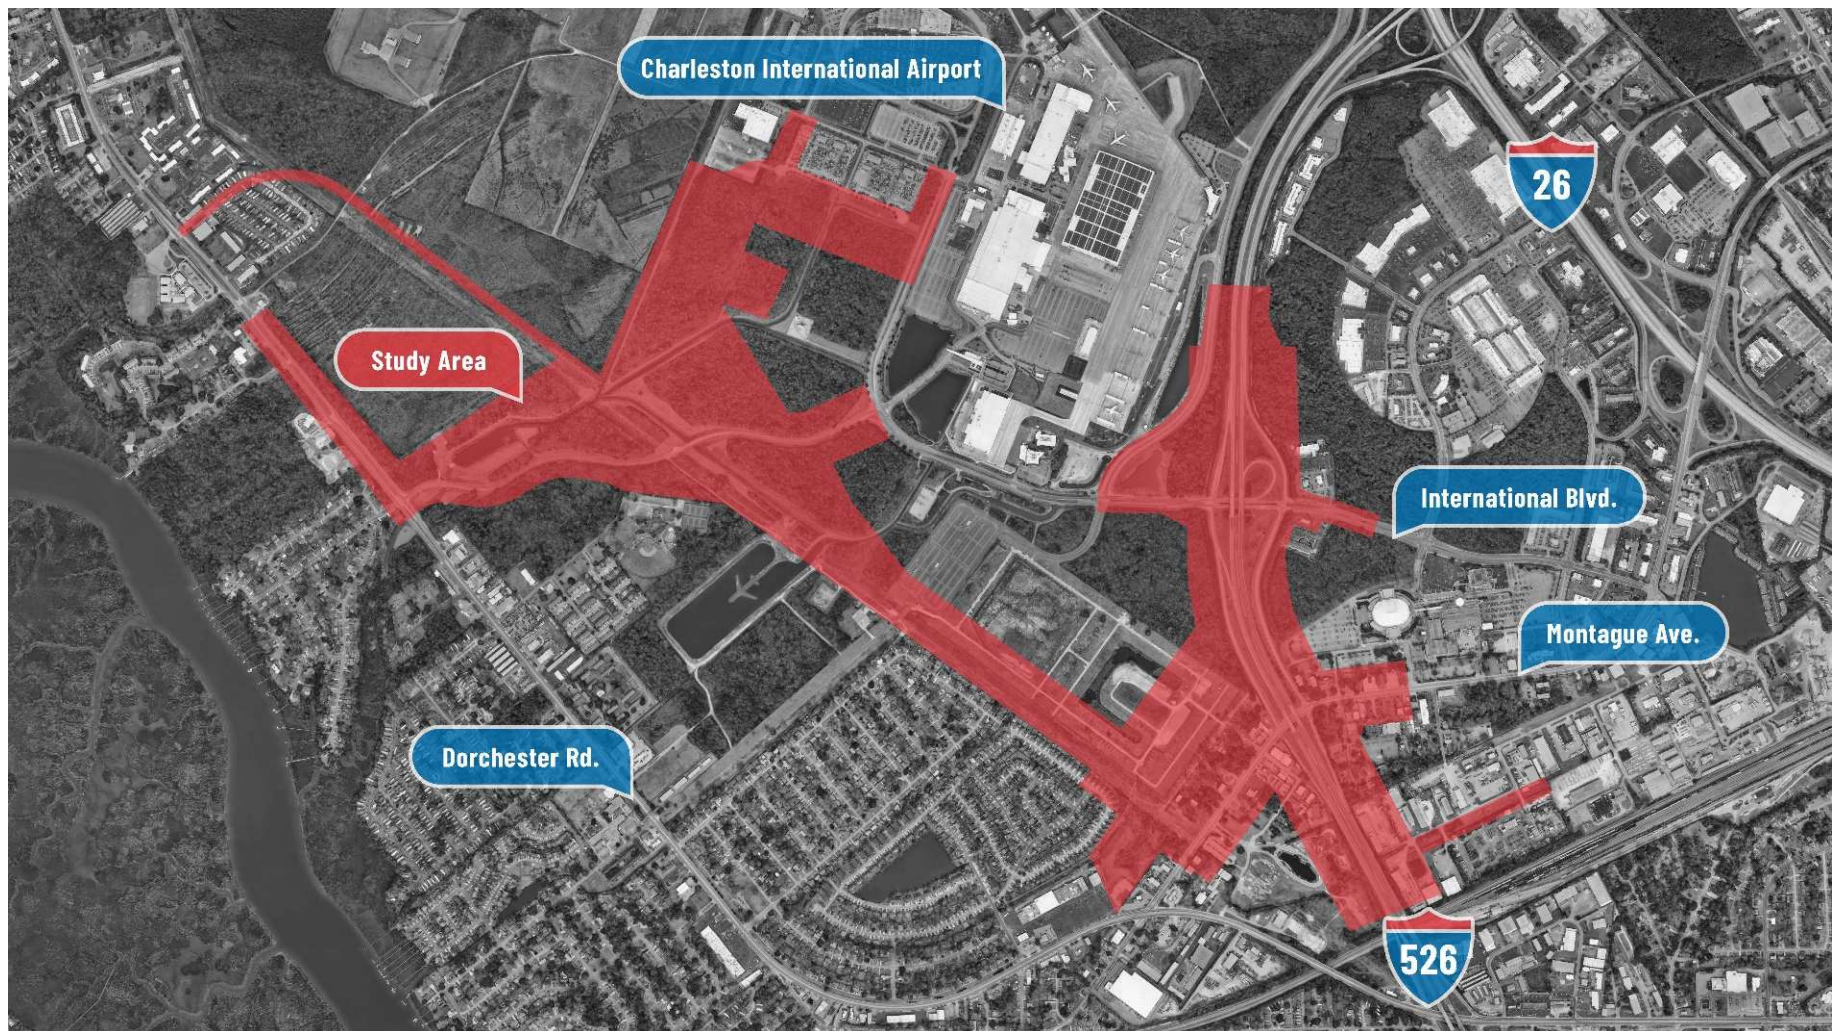 Charleston International Airport
26
Study Area
International Blvd.
Montague Ave.
Dorchester Rd.
526